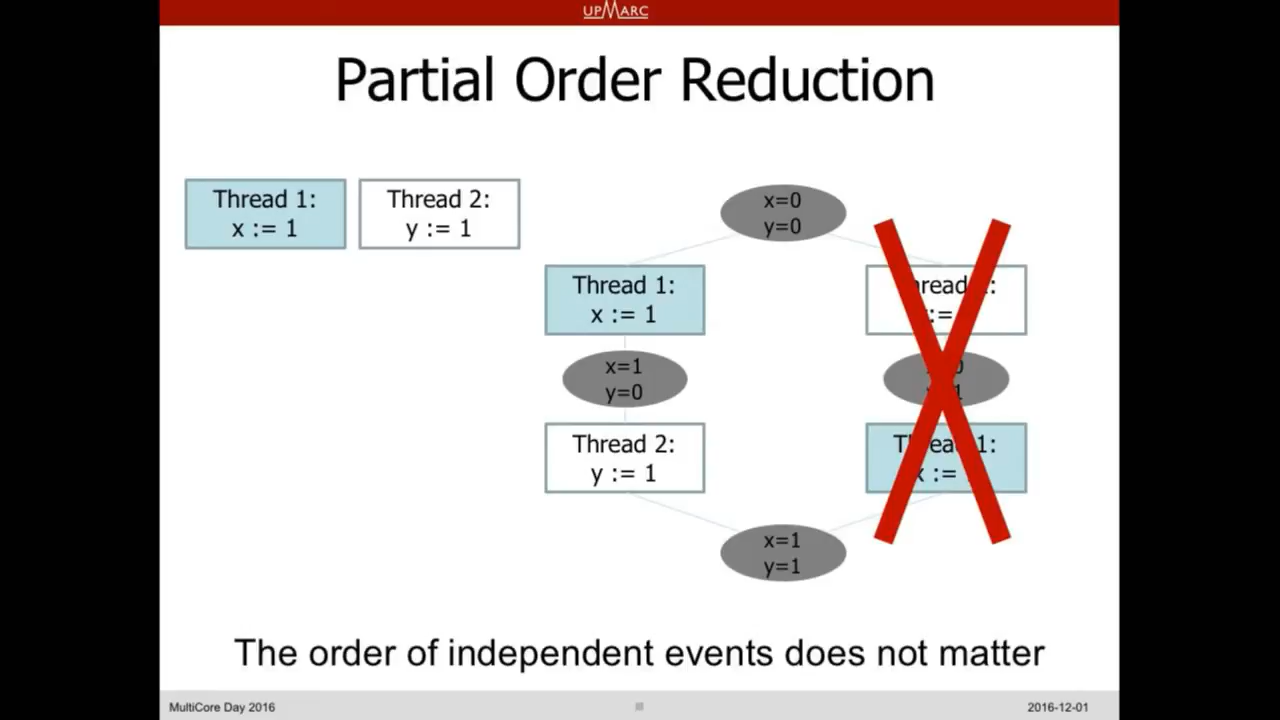 UPMARC
Partial Order Reduction
Thread 1:
x := 1
Thread 2:
y := 1
x=0
y=0
Thread 1:
x := 1
x=1
y=0
Thread 2:
y := 1
Thread 1:
x :=
x=1
y=1
The order of independent events does not matter
MultiCore Day 2016
2016-12-01